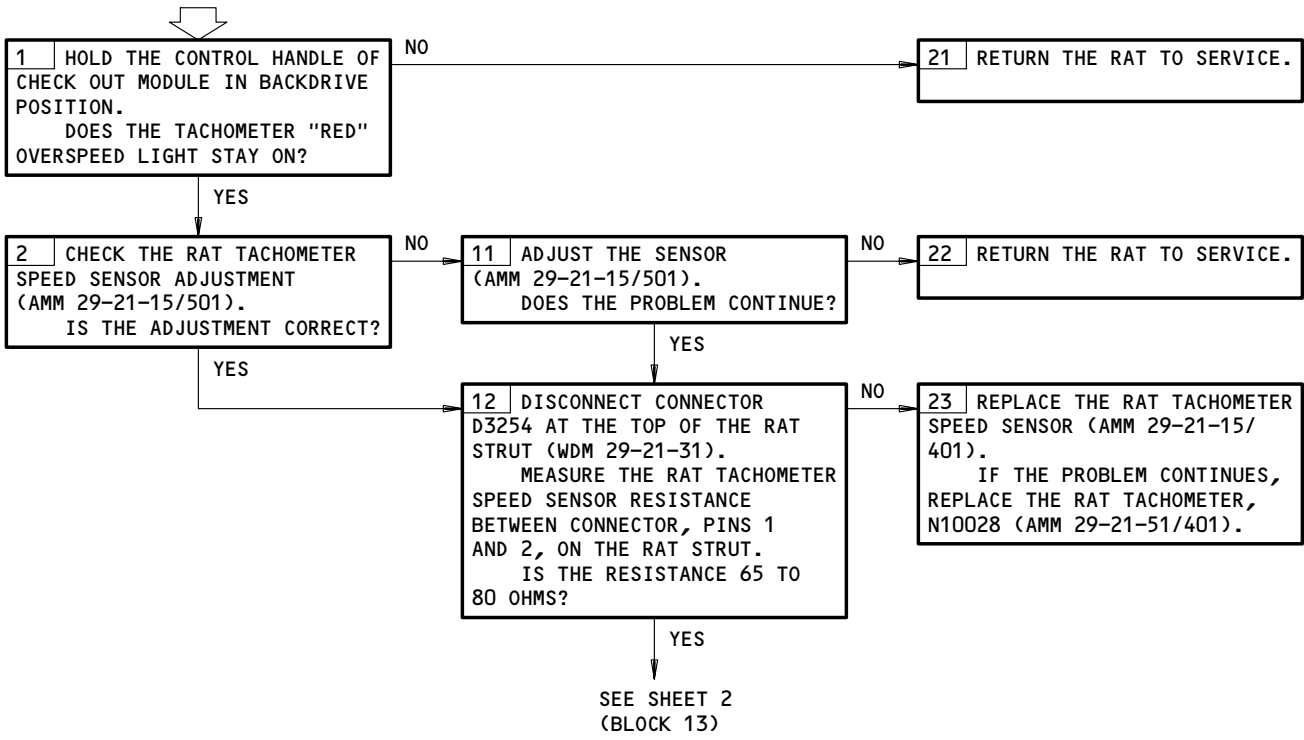 1 HOLD THE CONTROL HANDLE OF
CHECK OUT MODULE IN BACKDRIVE
POSITION.
DOES THE TACHOMETER "RED"
OVERSPEED LIGHT STAY ON?
NO
21 RETURN THE RAT TO SERVICE.
YES
2 CHECK THE RAT TACHOMETER
SPEED SENSOR ADJUSTMENT
(AMM 29-21-15/501).
IS THE ADJUSTMENT CORRECT?
NO
11 ADJUST THE SENSOR
(AMM 29-21-15/501).
DOES THE PROBLEM CONTINUE?
NO
22 RETURN THE RAT TO SERVICE.
YES
YES
12 DISCONNECT CONNECTOR
D3254 AT THE TOP OF THE RAT
STRUT (WDM 29-21-31).
MEASURE THE RAT TACHOMETER
SPEED SENSOR RESISTANCE
BETWEEN CONNECTOR, PINS 1
AND 2, ON THE RAT STRUT.
IS THE RESISTANCE 65 TO
80 OHMS?
NO
23 REPLACE THE RAT TACHOMETER
SPEED SENSOR (AMM 29-21-15/
401).
IF THE PROBLEM CONTINUES,
REPLACE THE RAT TACHOMETER,
N10028 (AMM 29-21-51/401).
YES
SEE SHEET 2
(BLOCK 13)